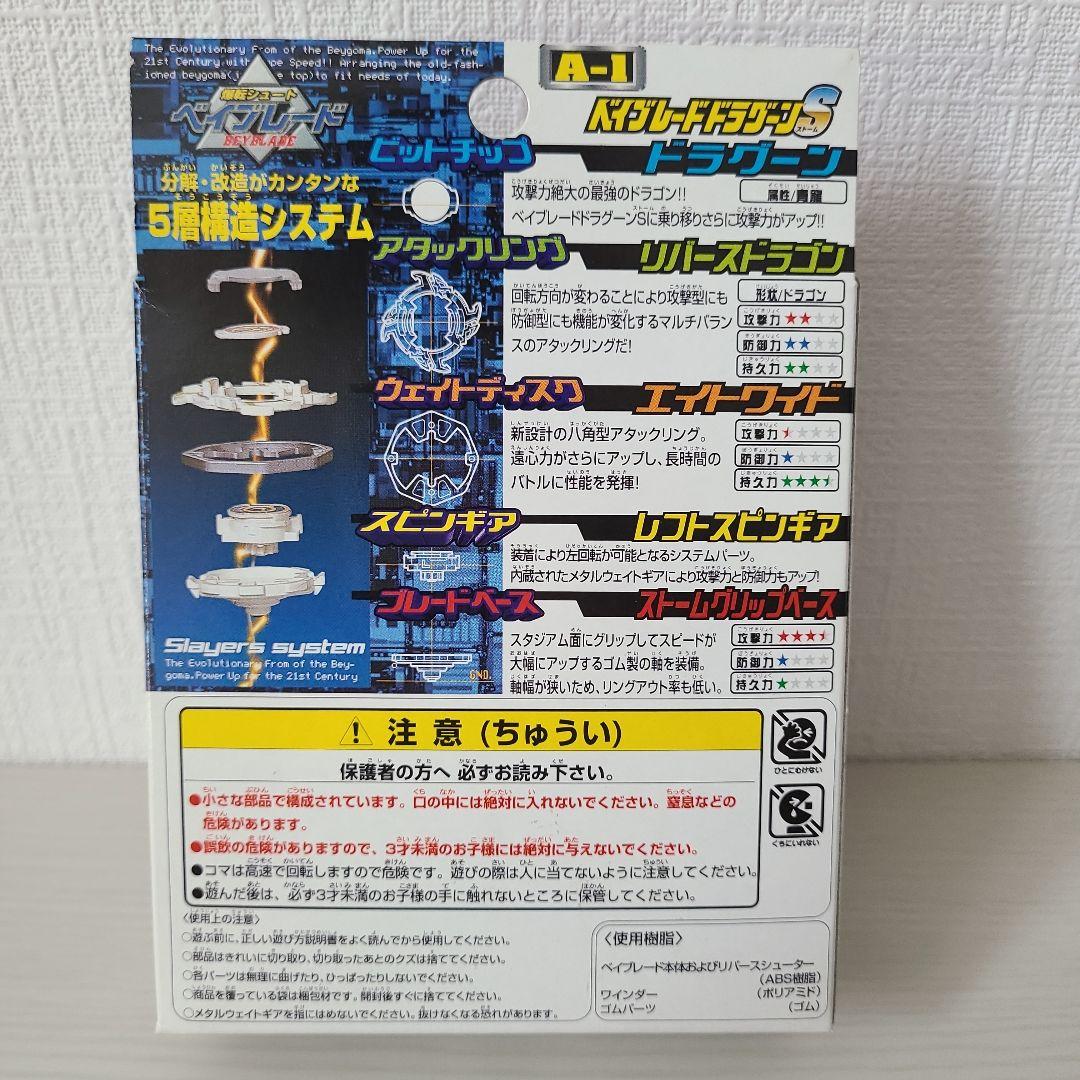 The Evolutionary From of the Beygoma.Power Up for the
21st Century with Hype Speed!! Arranging the old-fash-
ioned beygoma( top)to fit needs of today.
爆転シュート
ベイブレード
BEYBLADE
ぶんかい かいぞう
分解・改造がカンタンな
そうこうぞう
5層構造システム
Slayers system
The Evolutionary From of the Bey-
goma.Power Up for the 21st Century
A-1
ベイブレードドラグーンS
ストーム
ビットチップ
ドラグーン
攻撃力絶大の最強のドラゴン!!
属性/青龍
ベイブレードドラグーンSに乗り移りさらに攻撃力がアップ!!
アタックリング
リバースドラゴン
回転方向が変わることにより攻撃型にも
防御型にも機能が変化するマルチバラン
スのアタックリングだ!
形状/ドラゴン
攻撃力 ★★☆☆
防御力 ★★☆☆
持久力 ★★☆☆
ウェイトディスク
エイトワイド
新設計の八角型アタックリング。
遠心力がさらにアップし、長時間の
バトルに性能を発揮!
攻撃力
防御力 ★☆☆☆
持久力 ★★★
スピンギア
レフトスピンギア
装着により左回転が可能となるシステムパーツ。
内蔵されたメタルウェイトギアにより攻撃力と防御力もアップ!
ブレードベース
ストームグリップベース
スタジアム面にグリップしてスピードが
大幅にアップするゴム製の軸を装備。
軸幅が狭いため、リングアウト率も低い。
攻撃力 ★★★
防御力 ★☆☆☆
持久力 ★☆☆☆
GND.
注意(ちゅうい)
保護者の方へ 必ずお読み下さい。
●小さな部品で構成されています。口の中には絶対に入れないでください。窒息などの
危険があります。
●誤飲の危険がありますので、3才未満のお子様には絶対に与えないでください。
●コマは高速で回転しますので危険です。遊びの際は人に当てないように注意してください。
●遊んだ後は、必ず3才未満のお子様の手に触れないところに保管してください。
ひとにむけない
くちにいれない
〈使用上の注意〉
○遊ぶ前に、正しい遊び方説明書をよく読んでから使用してください。
○部品はきれいに切り取り、切り取ったあとのクズは捨ててください。
○各パーツは無理に曲げたり、ひっぱったりしないでください。
○商品を覆っている袋は梱包材です。開封後すぐに捨ててください。
○メタルウェイトギアを指にはめないでください。抜けなくなる恐れがあります。
〈使用樹脂〉
ベイブレード本体およびリバースシューター
(ABS樹脂)
ワインダー (ポリアミド)
ゴムパーツ (ゴム)